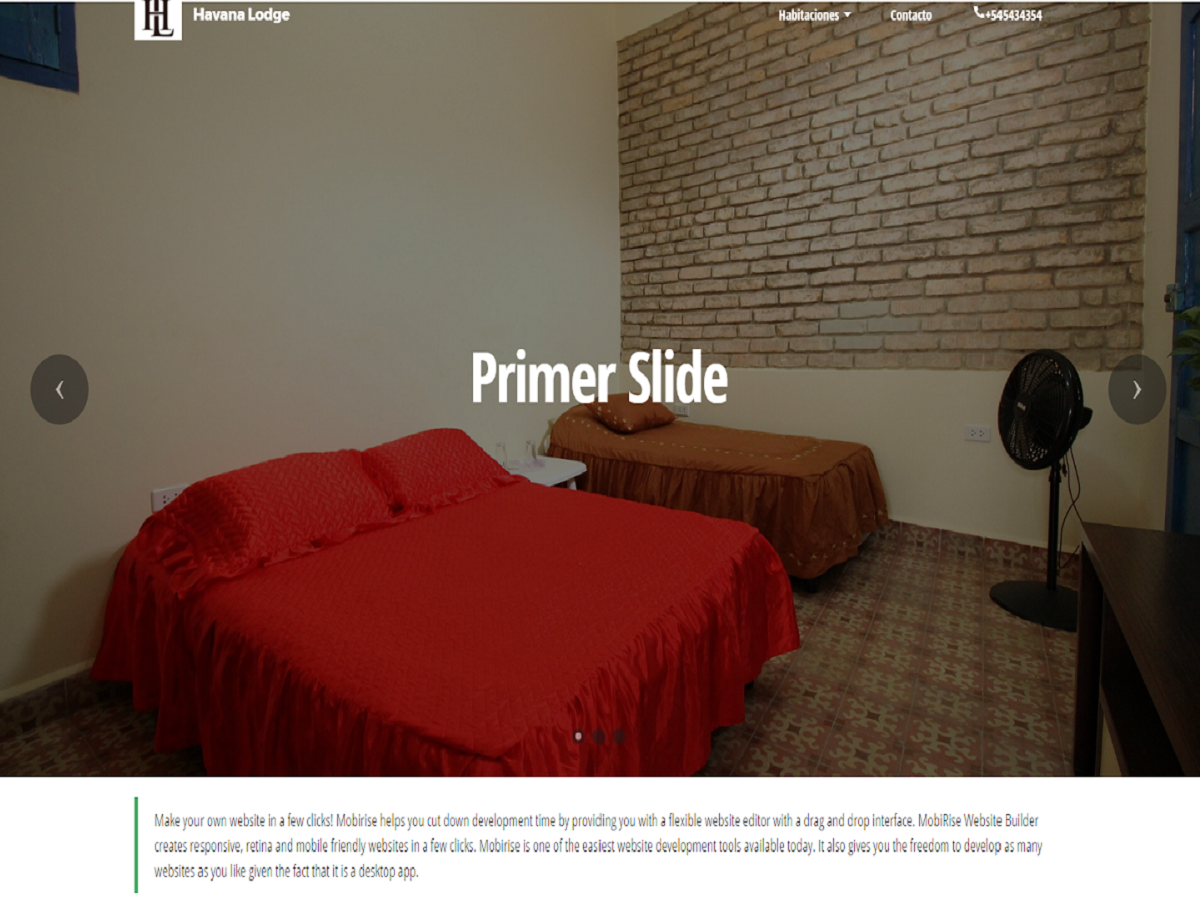 HL
Havana Lodge
Habitaciones
Contacto
+545434354
Primer Slide
Make your own website in a few clicks! Mobirise helps you cut down development time by providing you with a flexible website editor with a drag and drop interface. MobiRise Website Builder
creates responsive, retina and mobile friendly websites in a few clicks. Mobirise is one of the easiest website development tools available today. It also gives you the freedom to develop as many
websites as you like given the fact that it is a desktop app.